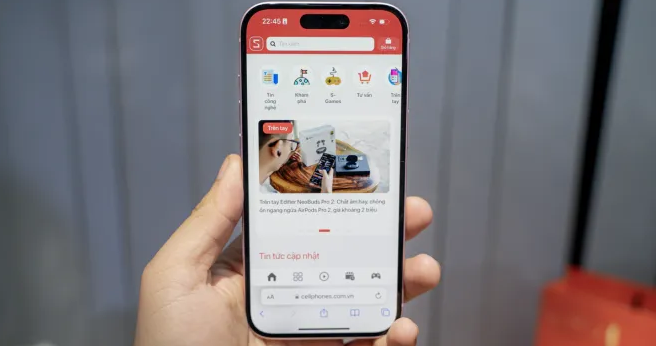 22:45
S
Tìm kiếm
Giỏ hàng
Tin
công
nghệ
Khám
phá
S-
Games
Tư vấn
Trên
tay
Trên tay
Trên tay Edifier NeoBuds Pro 2: Chất âm hay, chống
ồn ngang ngửa AirPods Pro 2, giá khoảng 2 triệu
Tin tức cập nhật
AA cellphones.com.vn